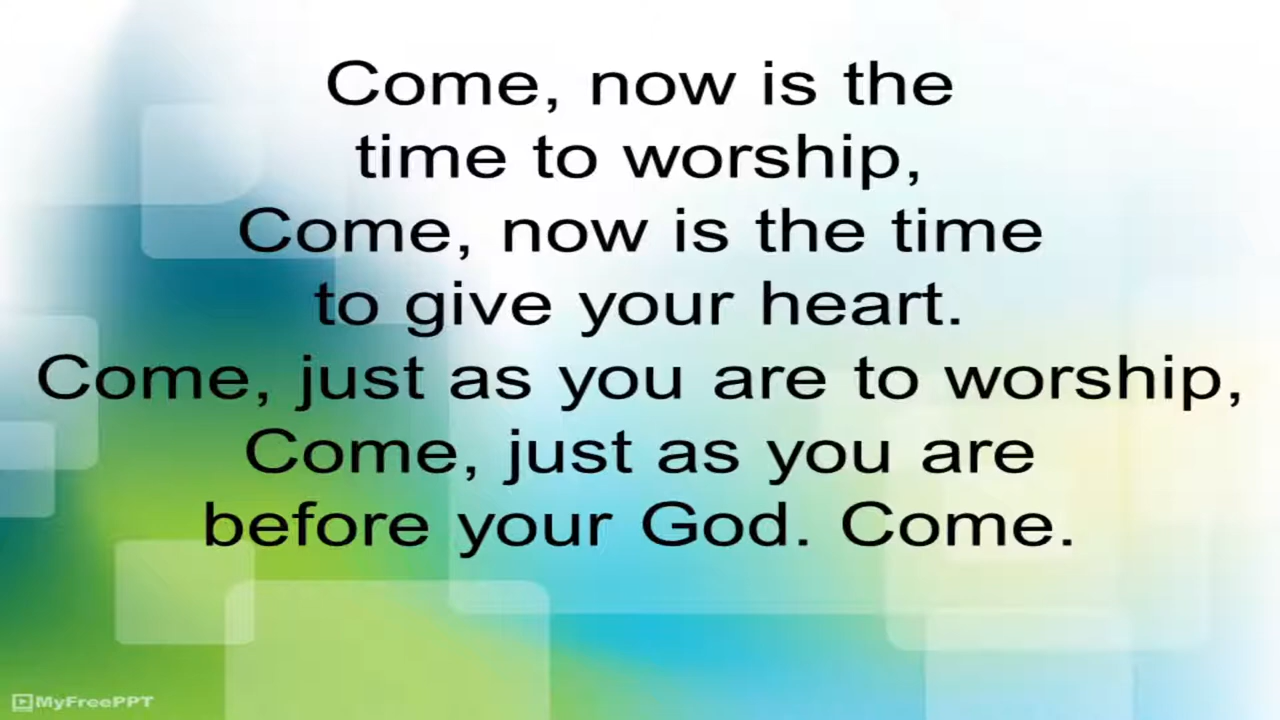 Come, now is the
time to worship,
Come, now is the time
to give your heart.
Come, just as you are to worship,
Come, just as you are
before your God. Come.
MyFreePPT